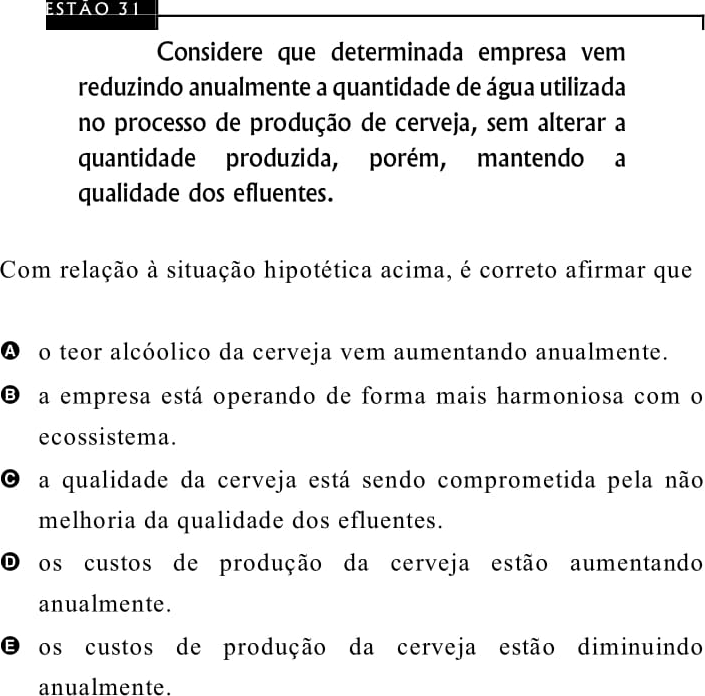 ESTÃO 31
Considere que determinada empresa vem
reduzindo anualmente a quantidade de água utilizada
no processo de produção de cerveja, sem alterar a
quantidade produzida, porém, mantendo a
qualidade dos efluentes.
Com relação à situação hipotética acima, é correto afirmar que
A o teor alcóolico da cerveja vem aumentando anualmente.
B a empresa está operando de forma mais harmoniosa com o
ecossistema.
C a qualidade da cerveja está sendo comprometida pela não
melhoria da qualidade dos efluentes.
D os custos de produção da cerveja estão aumentando
anualmente.
E os custos de produção da cerveja estão diminuindo
anualmente.